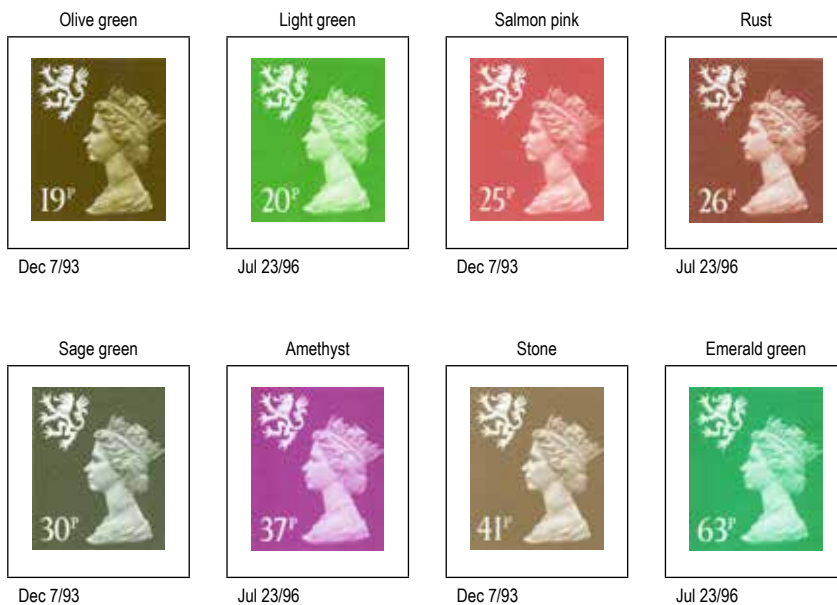 Olive green Light green Salmon pink Rust
19P 20P 25P 26P
Dec 7/93 Jul 23/96 Dec 7/93 Jul 23/96
Sage green Amethyst Stone Emerald green
30P 37P 41P 63P
Dec 7/93 Jul 23/96 Dec 7/93 Jul 23/96